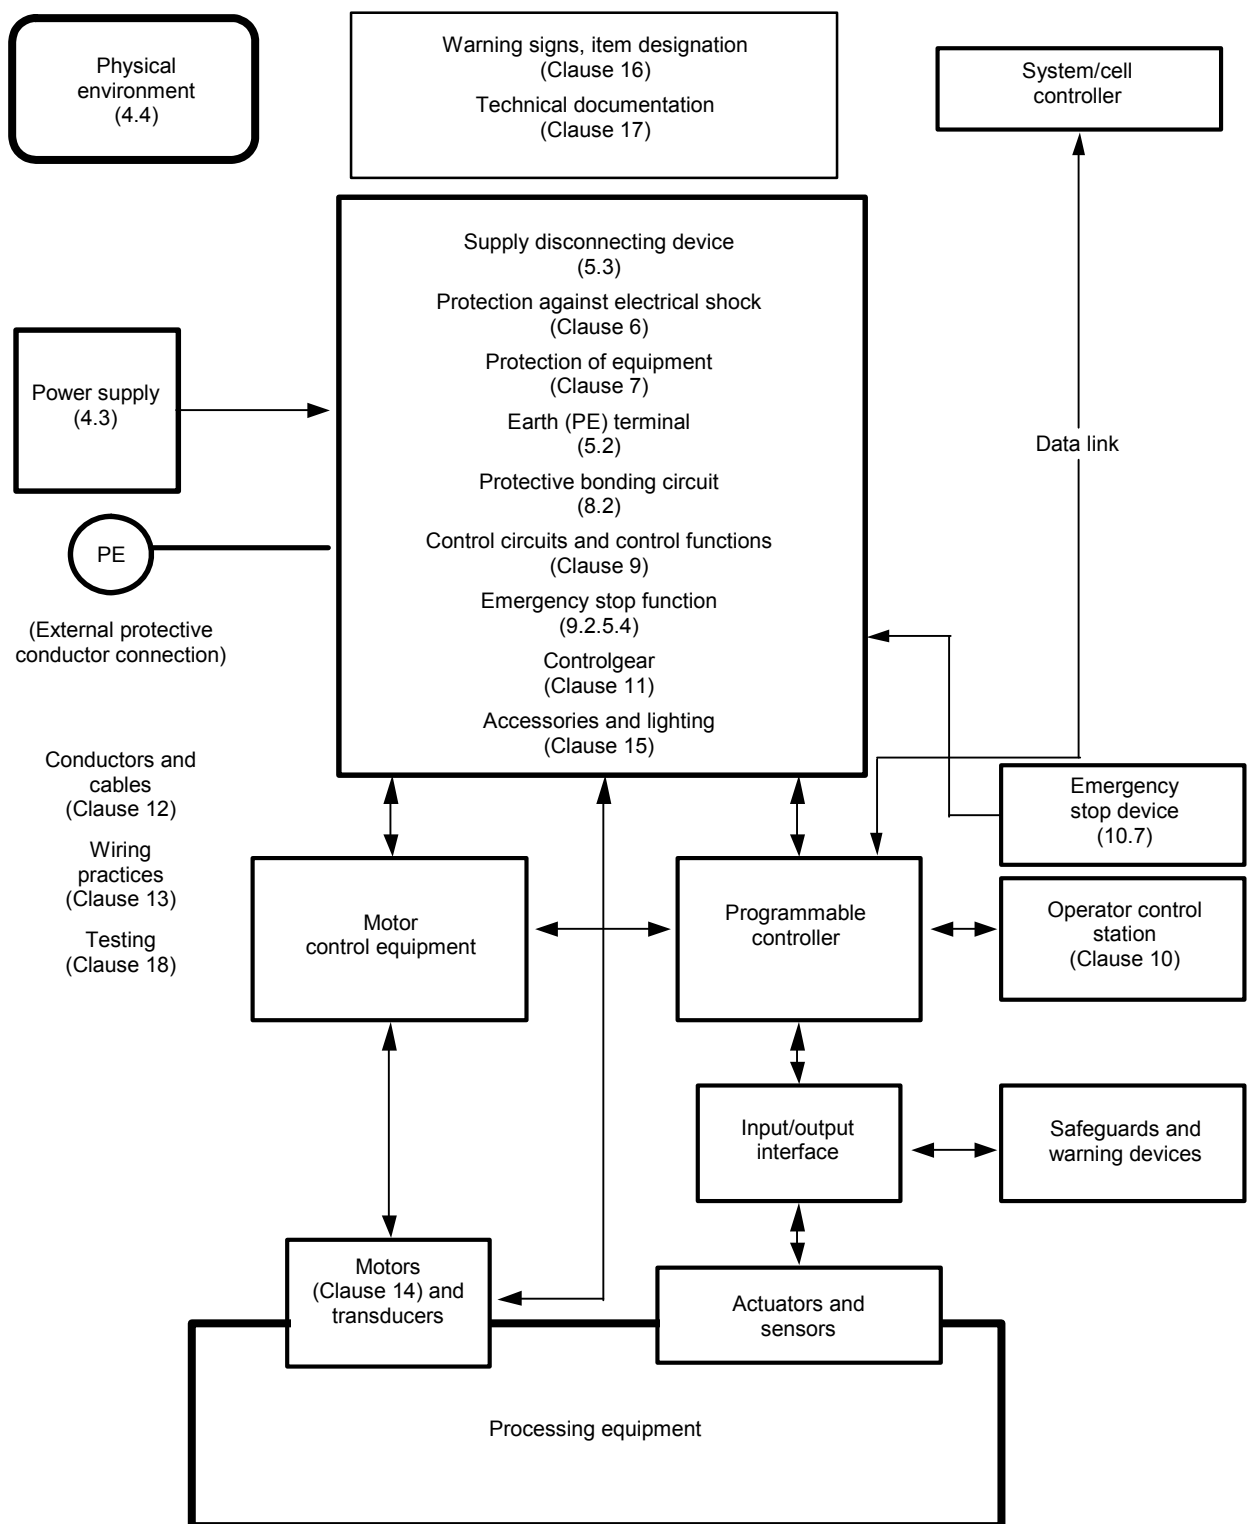 Physical
environment
(4.4)
Warning signs, item designation
(Clause 16)
Technical documentation
(Clause 17)
System/cell
controller
Supply disconnecting device
(5.3)
Protection against electrical shock
(Clause 6)
Protection of equipment
(Clause 7)
Earth (PE) terminal
(5.2)
Protective bonding circuit
(8.2)
Control circuits and control functions
(Clause 9)
Emergency stop function
(9.2.5.4)
Controlgear
(Clause 11)
Accessories and lighting
(Clause 15)
Power supply
(4.3)
PE
(External protective
conductor connection)
Data link
Conductors and
cables
(Clause 12)
Wiring
practices
(Clause 13)
Testing
(Clause 18)
Motor
control equipment
Programmable
controller
Emergency
stop device
(10.7)
Operator control
station
(Clause 10)
Input/output
interface
Safeguards and
warning devices
Motors
(Clause 14) and
transducers
Actuators and
sensors
Processing equipment